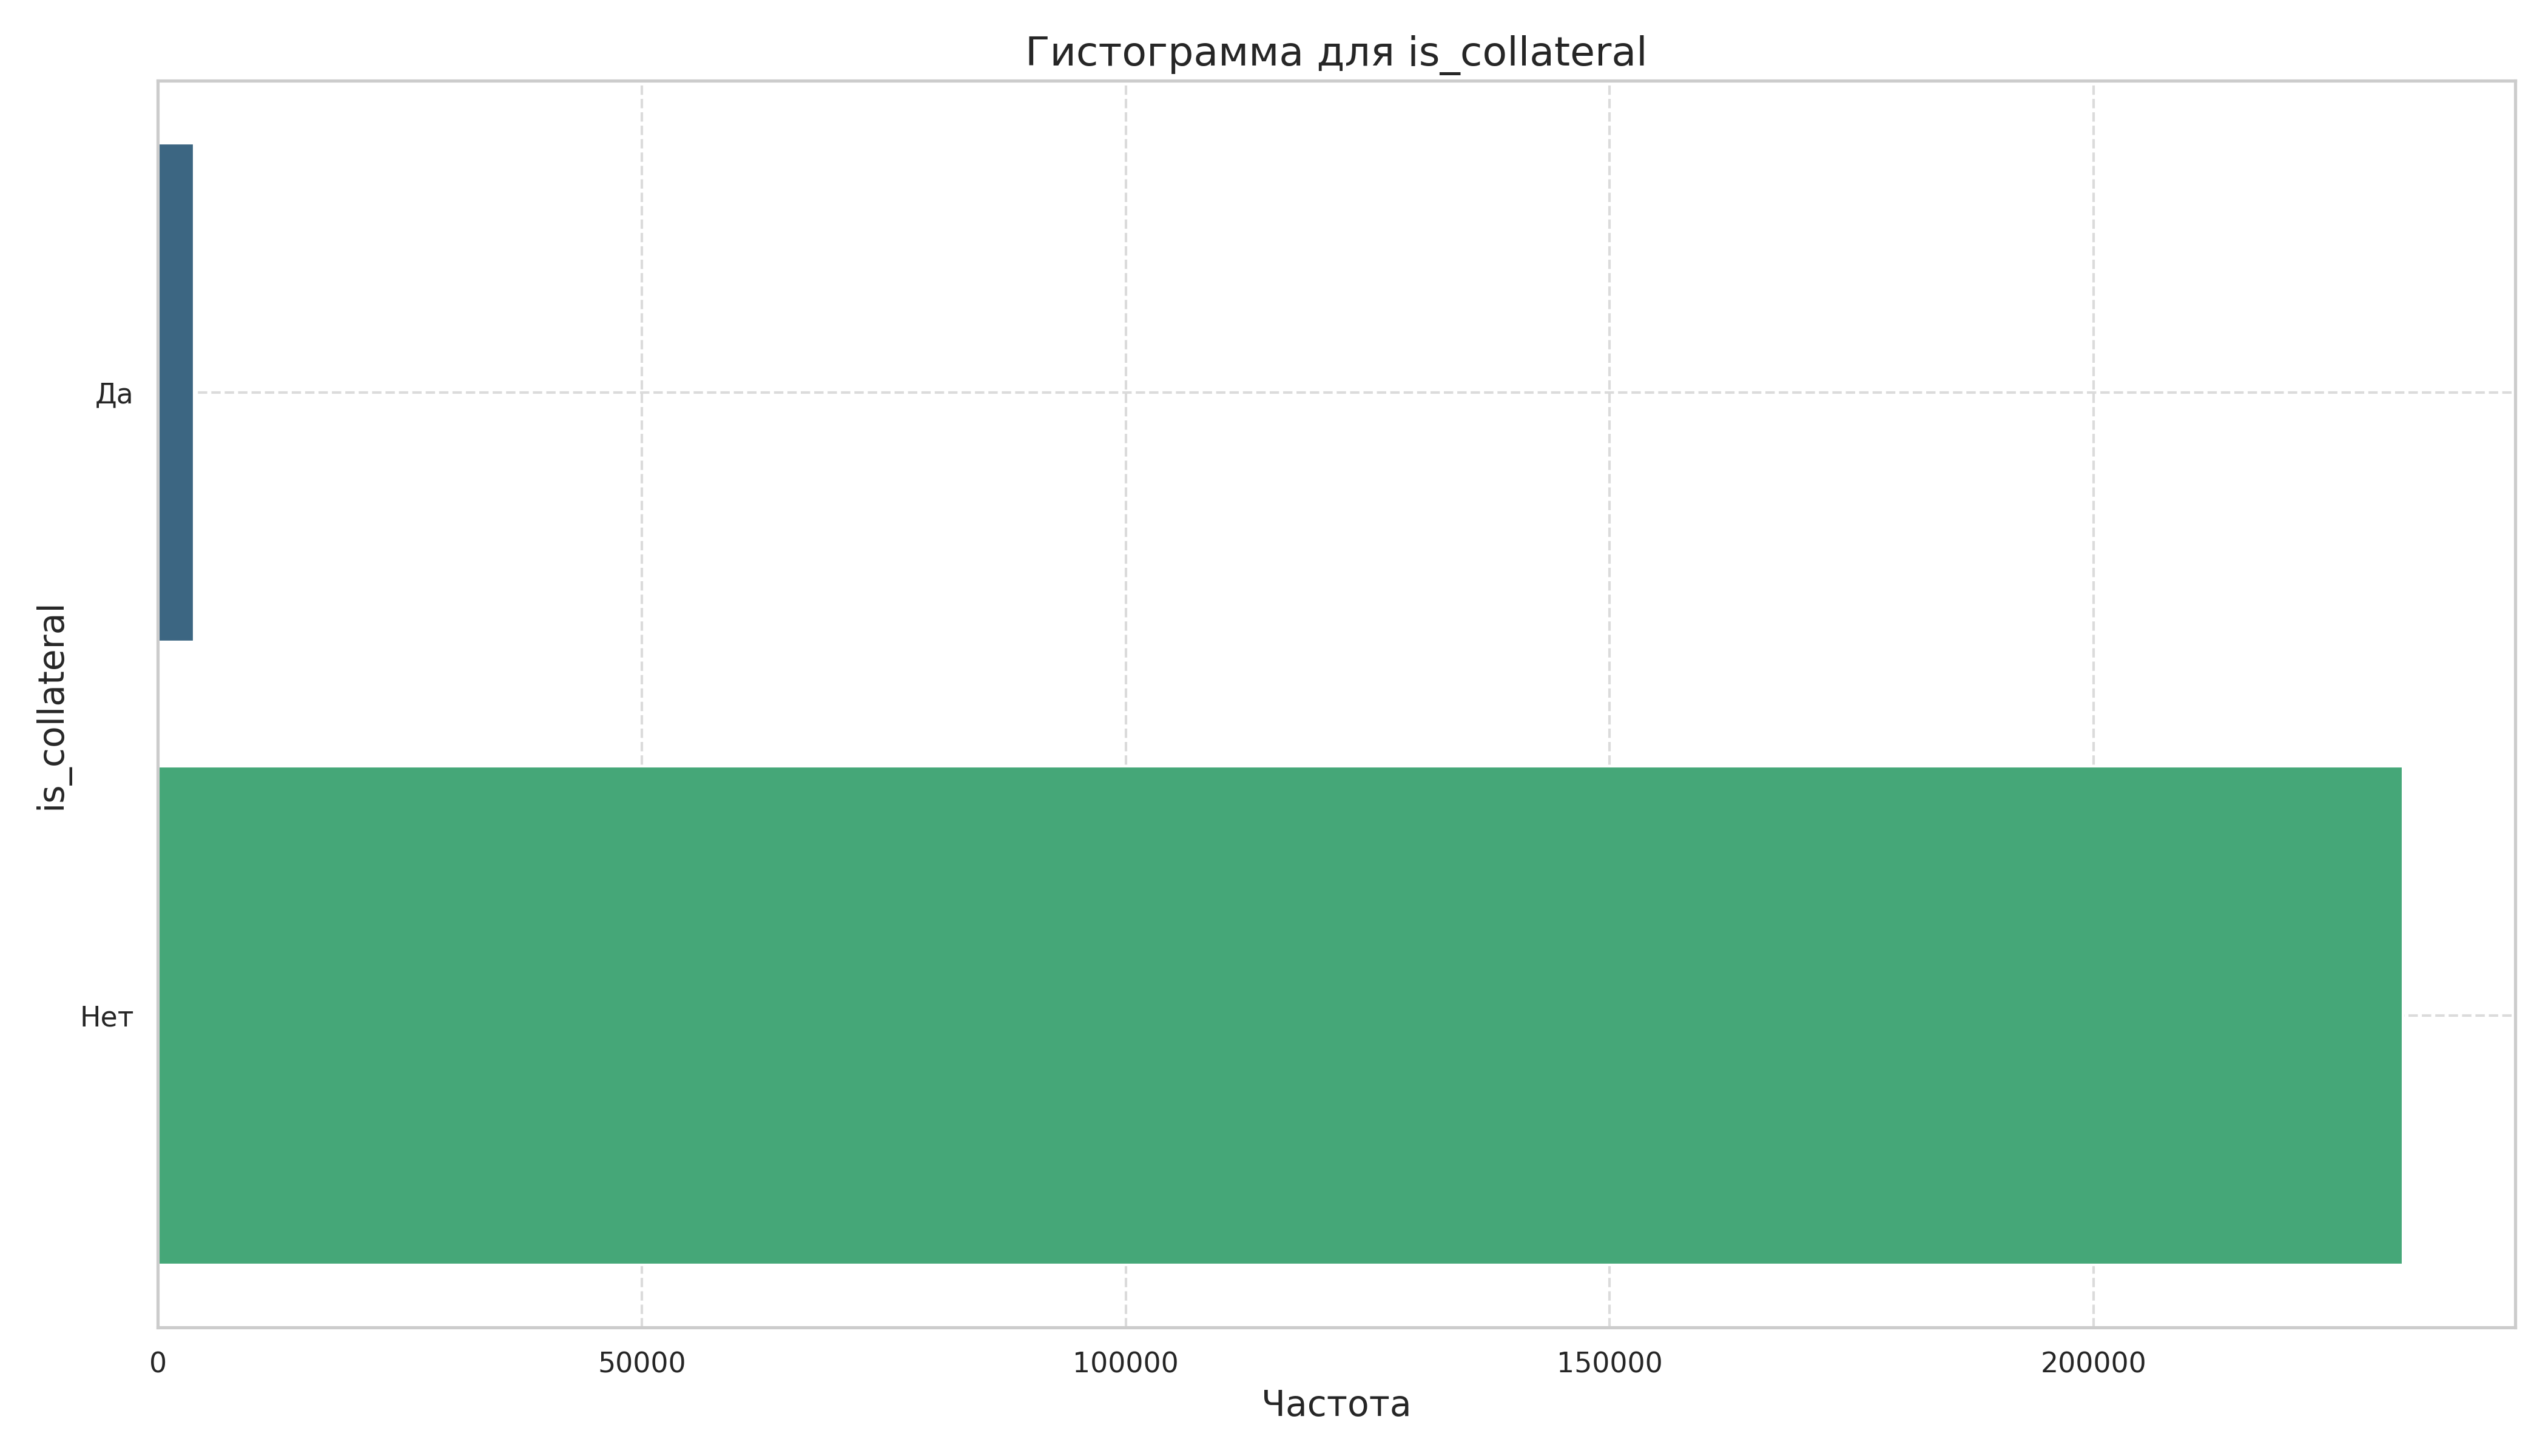 Гистограмма для is_collateral
is_collateral
Да
Нет
0
50000
100000
150000
200000
Частота